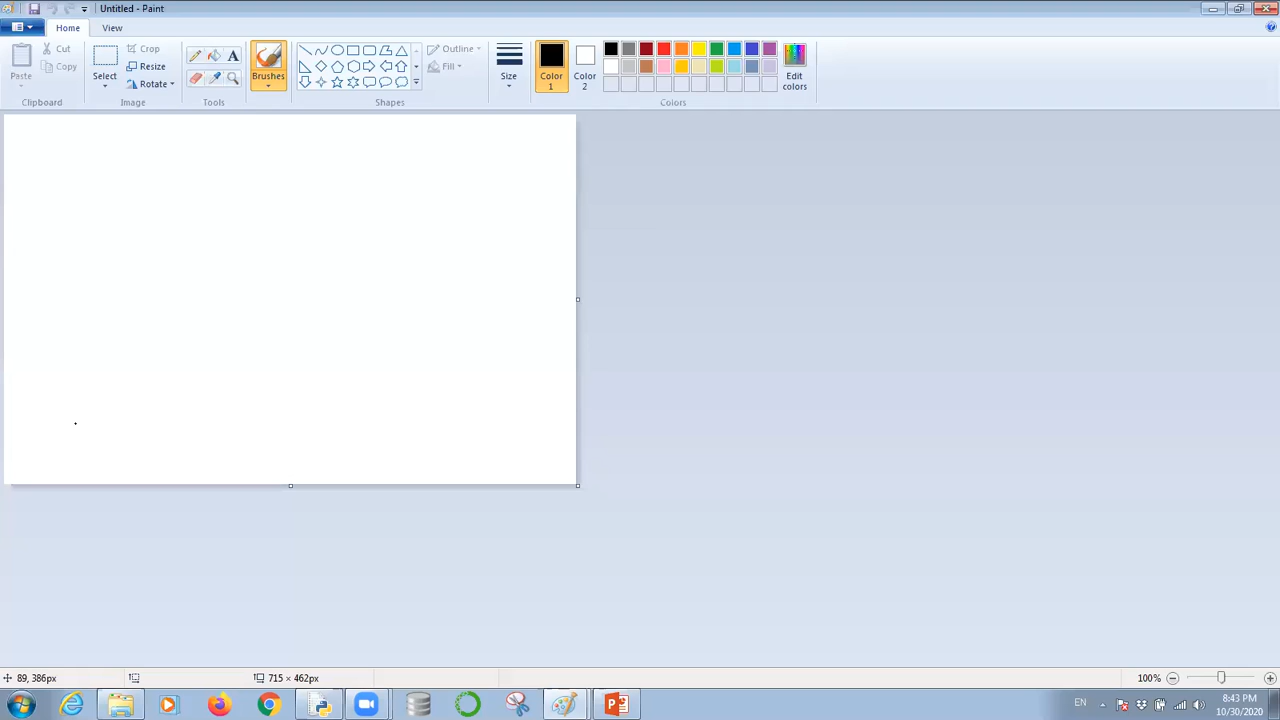 Untitled - Paint
Home View
Paste Cut Copy Clipboard
Select Crop Resize Rotate Image
A
Tools
Brushes
Outline Fill Shapes
Size
Color 1
Color 2
Colors
Edit colors
89, 386px
715 × 462px
100%
EN
8:43 PM
10/30/2020